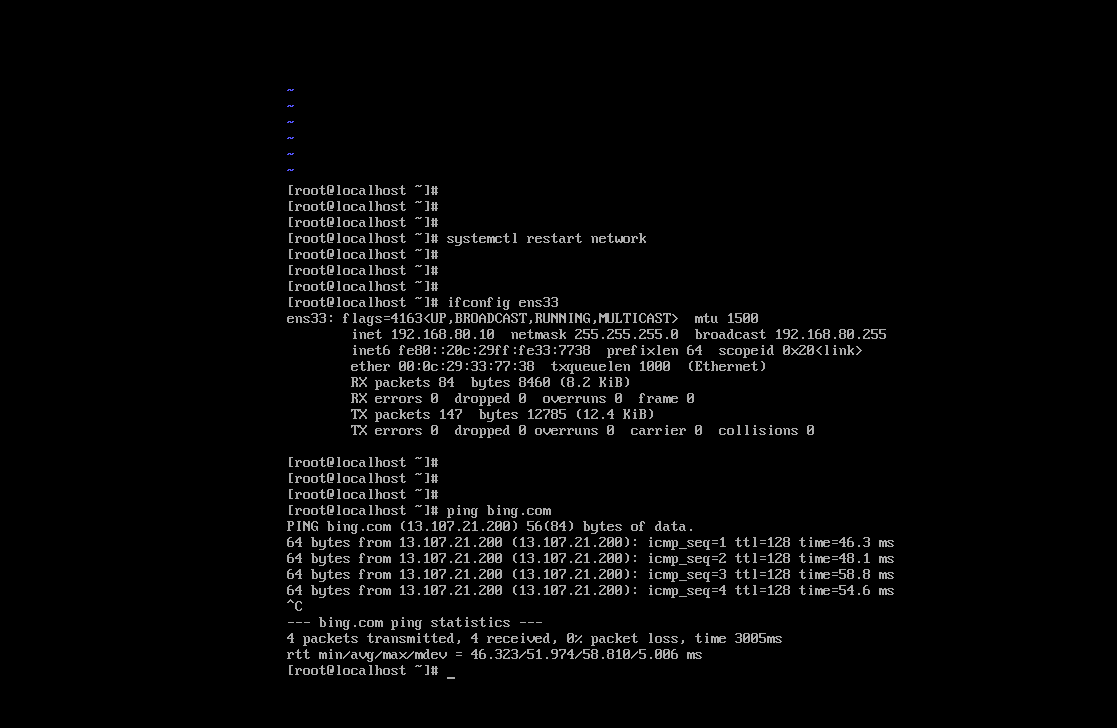 ~
~
~
~
~
~
[root@localhost ~]#
[root@localhost ~]#
[root@localhost ~]#
[root@localhost ~]# systemctl restart network
[root@localhost ~]#
[root@localhost ~]#
[root@localhost ~]#
[root@localhost ~]# ifconfig ens33
ens33: flags=4163<UP,BROADCAST,RUNNING,MULTICAST>  mtu 1500
        inet 192.168.80.10  netmask 255.255.255.0  broadcast 192.168.80.255
        inet6 fe80::20c:29ff:fe33:7738  prefixlen 64  scopeid 0x20<link>
        ether 00:0c:29:33:77:38  txqueuelen 1000  (Ethernet)
        RX packets 84  bytes 8460 (8.2 KiB)
        RX errors 0  dropped 0  overruns 0  frame 0
        TX packets 147  bytes 12785 (12.4 KiB)
        TX errors 0  dropped 0 overruns 0  carrier 0  collisions 0
[root@localhost ~]#
[root@localhost ~]#
[root@localhost ~]#
[root@localhost ~]# ping bing.com
PING bing.com (13.107.21.200) 56(84) bytes of data.
64 bytes from 13.107.21.200 (13.107.21.200): icmp_seq=1 ttl=128 time=46.3 ms
64 bytes from 13.107.21.200 (13.107.21.200): icmp_seq=2 ttl=128 time=48.1 ms
64 bytes from 13.107.21.200 (13.107.21.200): icmp_seq=3 ttl=128 time=58.8 ms
64 bytes from 13.107.21.200 (13.107.21.200): icmp_seq=4 ttl=128 time=54.6 ms
^C
--- bing.com ping statistics ---
4 packets transmitted, 4 received, 0% packet loss, time 3005ms
rtt min/avg/max/mdev = 46.323/51.974/58.810/5.006 ms
[root@localhost ~]# _